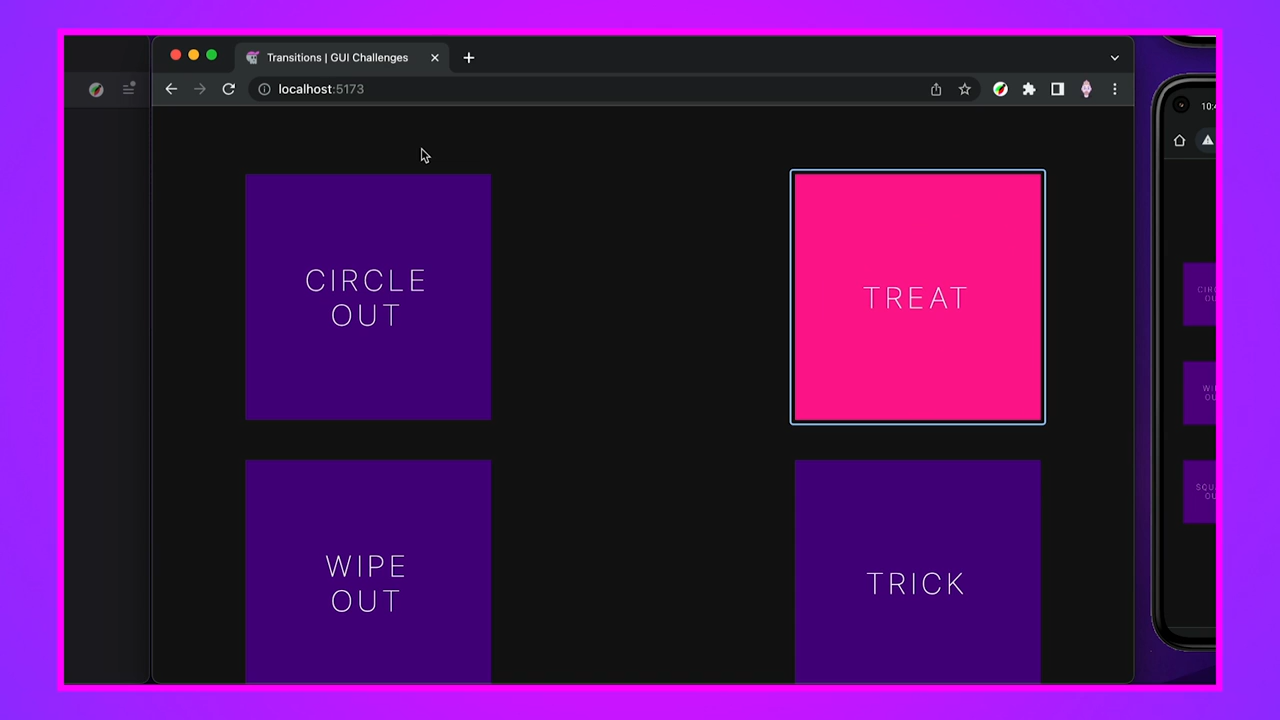 Transitions | GUI Challenges
localhost:5173
CIRCLE
OUT
TREAT
WIPE
OUT
TRICK